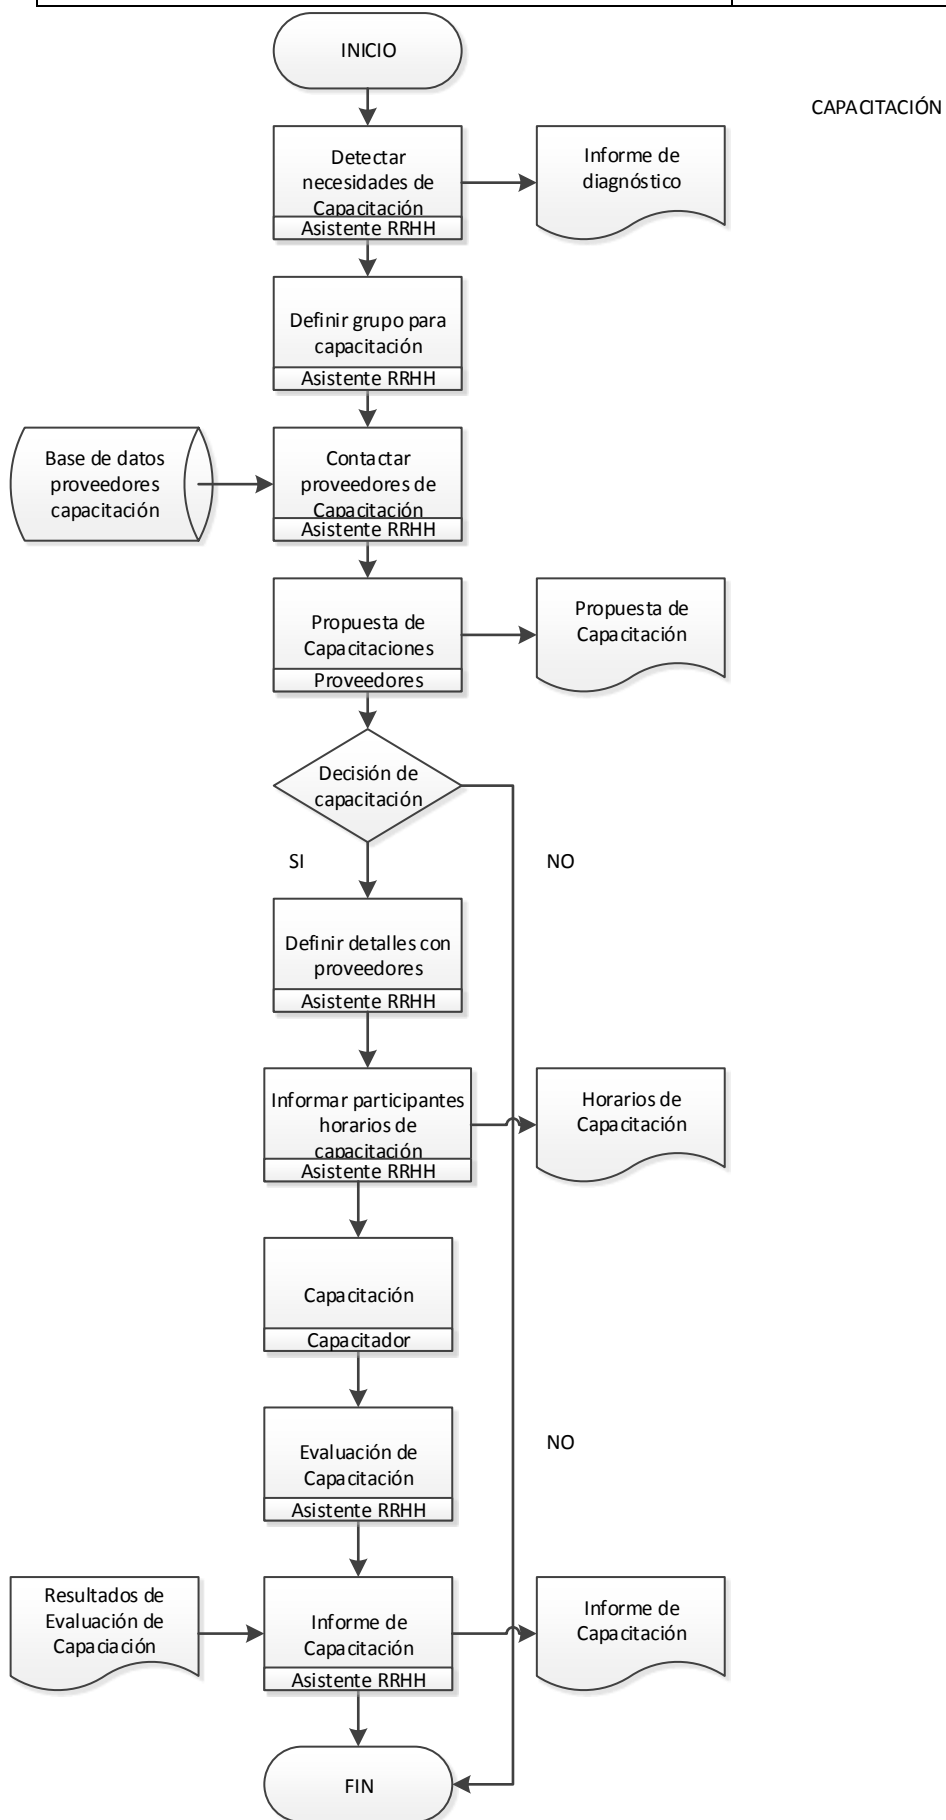 INICIO
CAPACITACIÓN
Detectar
necesidades de
Capacitación
Asistente RRHH
Informe de
diagnóstico
Definir grupo para
capacitación
Asistente RRHH
Base de datos
proveedores
capacitación
Contactar
proveedores de
Capacitación
Asistente RRHH
Propuesta de
Capacitaciones
Proveedores
Propuesta de
Capacitación
Decisión de
capacitación
SI
NO
Definir detalles con
proveedores
Asistente RRHH
Informar participantes
horarios de
capacitación
Asistente RRHH
Horarios de
Capacitación
Capacitación
Capacitador
Evaluación de
Capacitación
Asistente RRHH
NO
Resultados de
Evaluación de
Capaciación
Informe de
Capacitación
Asistente RRHH
Informe de
Capacitación
FIN